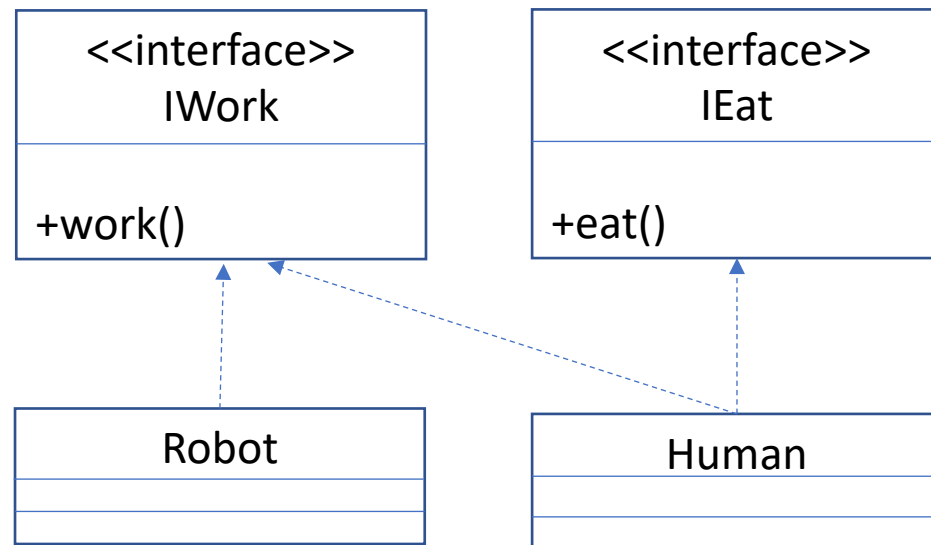 <<interface>>
IWork
+work()
<<interface>>
IEat
+eat()
Robot
Human